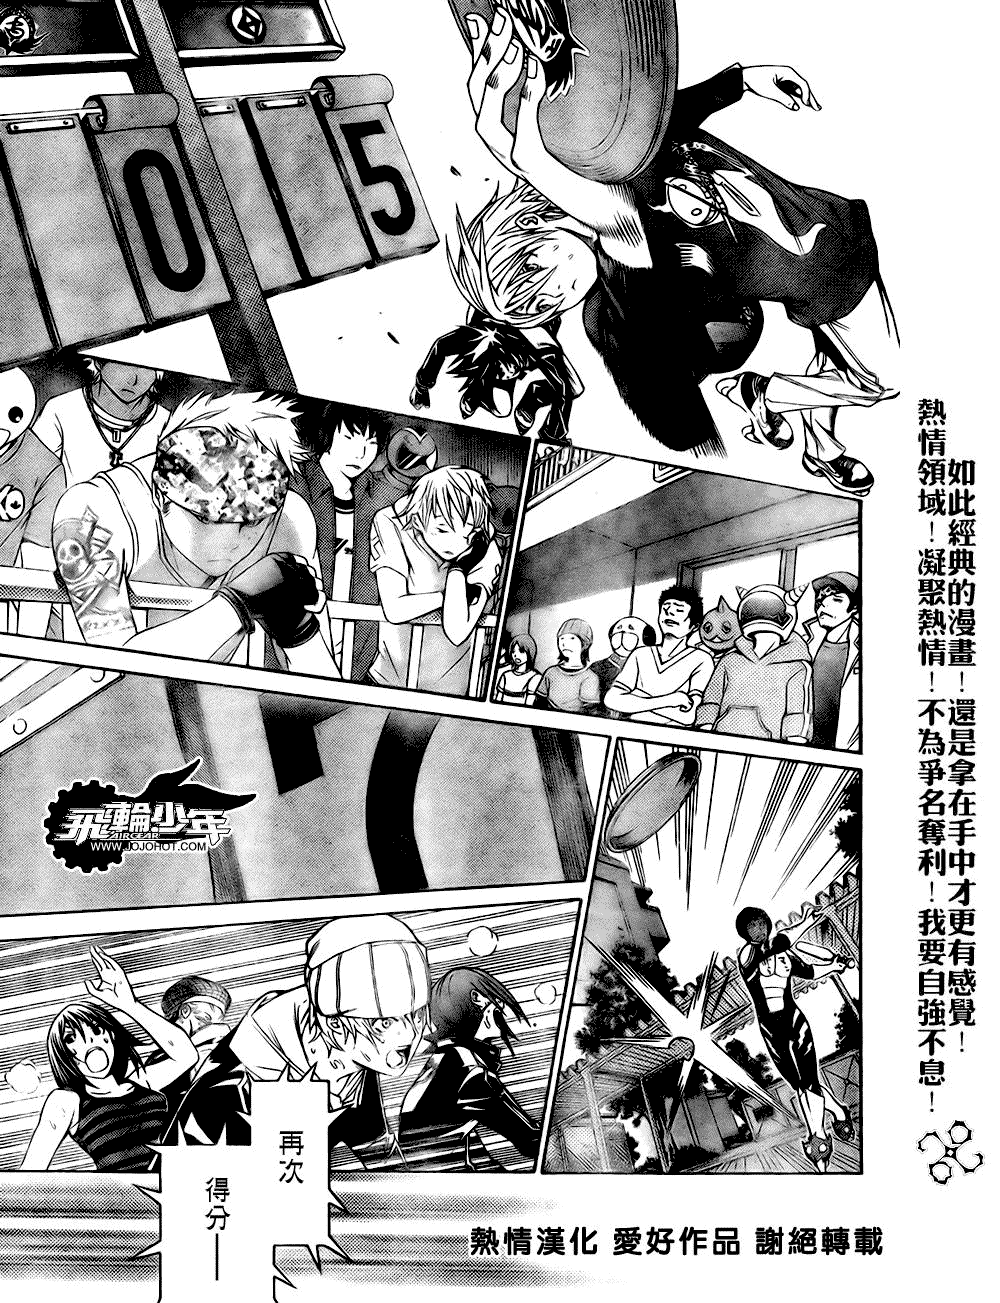 0 5
如此經典的漫畫！還是拿在手中才更有感覺！
熱情領域！凝聚熱情！不為爭名奪利！我要自強不息！
飛輪少年
AIRGEAR
WWW.JOJOHOT.COM
再次
得分—
熱情漢化 愛好作品 謝絕轉載